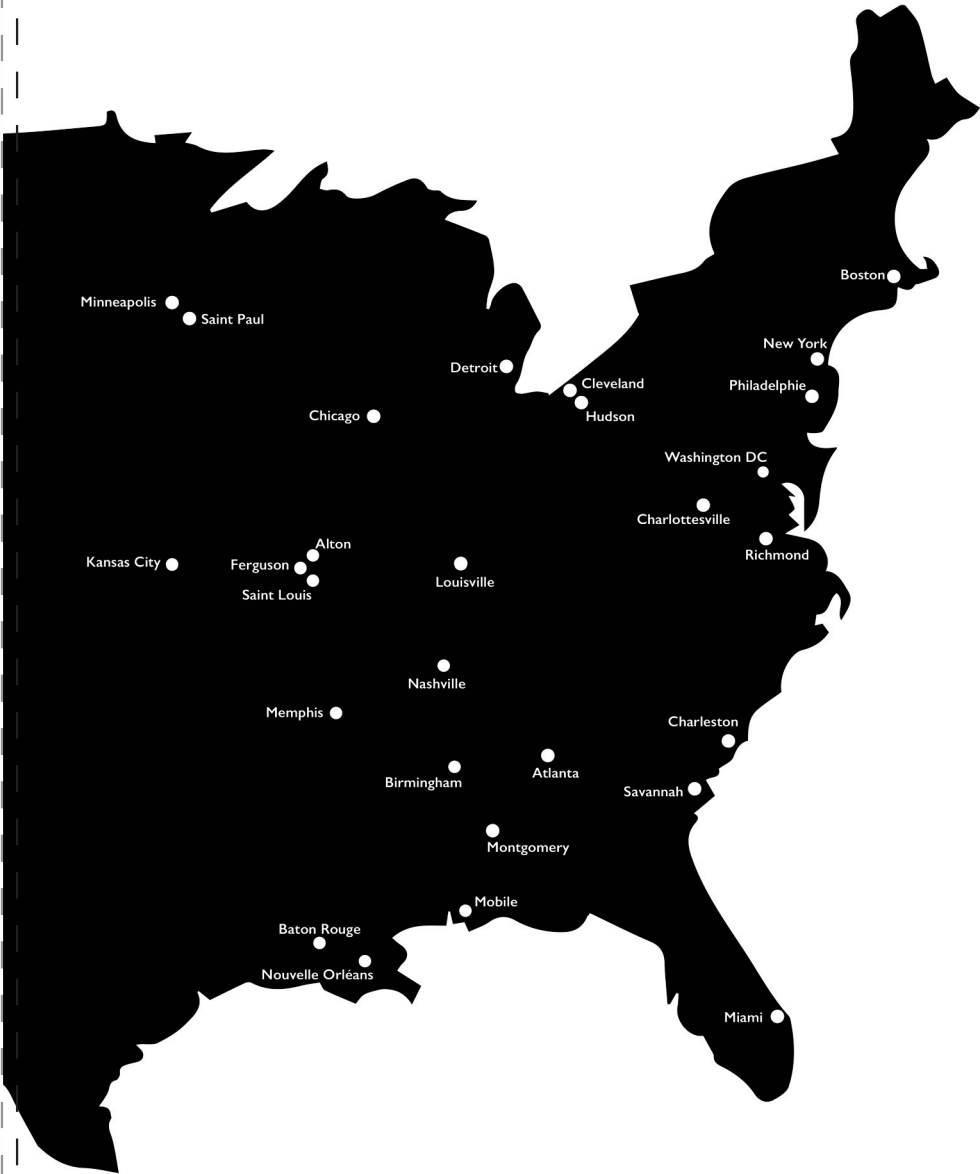 Boston
Minneapolis
Saint Paul
New York
Detroit
Cleveland
Philadelphie
Chicago
Hudson
Washington DC
Charlottesville
Alton
Richmond
Kansas City
Ferguson
Louisville
Saint Louis
Nashville
Memphis
Charleston
Atlanta
Birmingham
Savannah
Montgomery
Mobile
Baton Rouge
Nouvelle Orléans
Miami